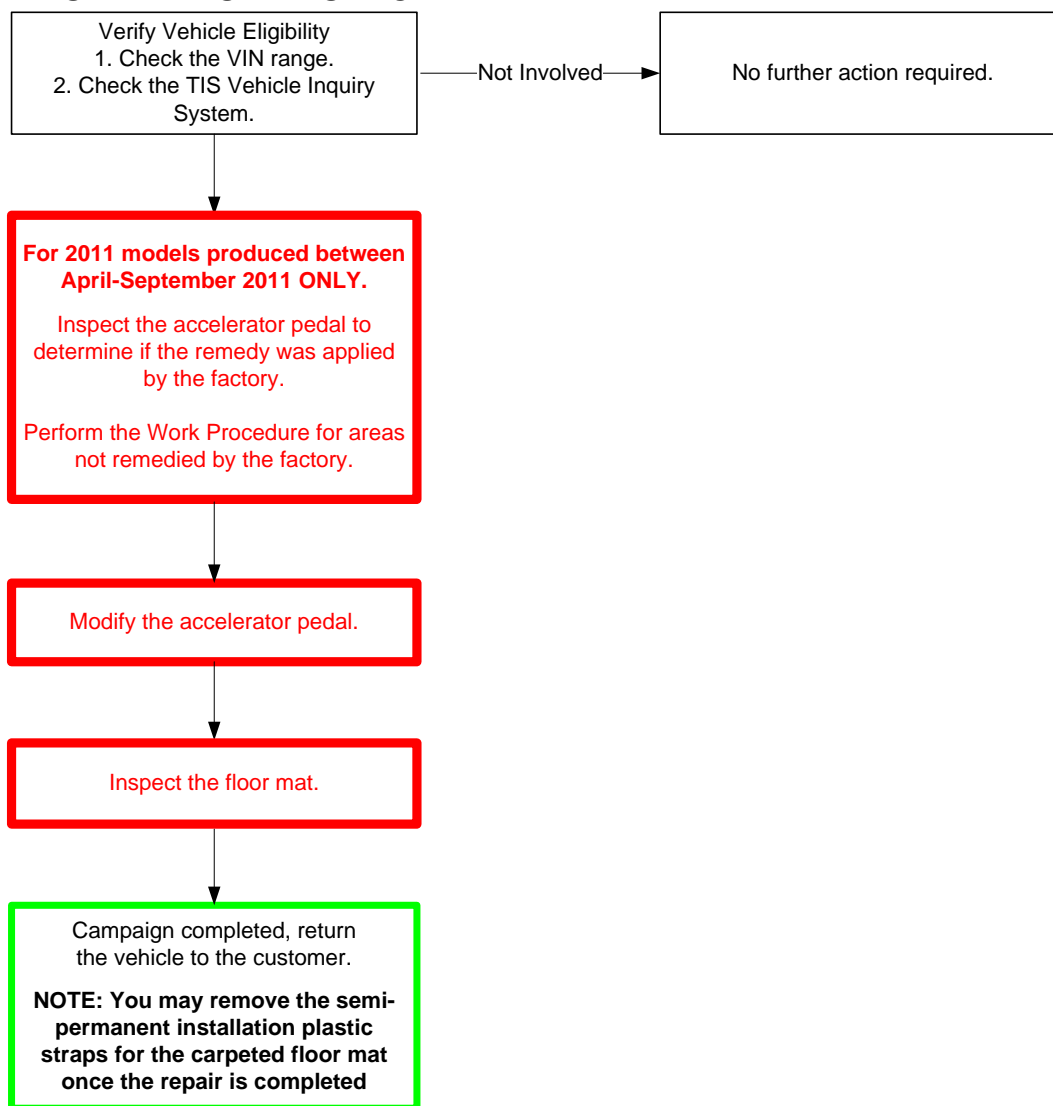 Verify Vehicle Eligibility
1. Check the VIN range.
2. Check the TIS Vehicle Inquiry
System.
Not Involved
No further action required.
For 2011 models produced between
April-September 2011 ONLY.
Inspect the accelerator pedal to
determine if the remedy was applied
by the factory.
Perform the Work Procedure for areas
not remedied by the factory.
Modify the accelerator pedal.
Inspect the floor mat.
Campaign completed, return
the vehicle to the customer.
NOTE: You may remove the semi-
permanent installation plastic
straps for the carpeted floor mat
once the repair is completed